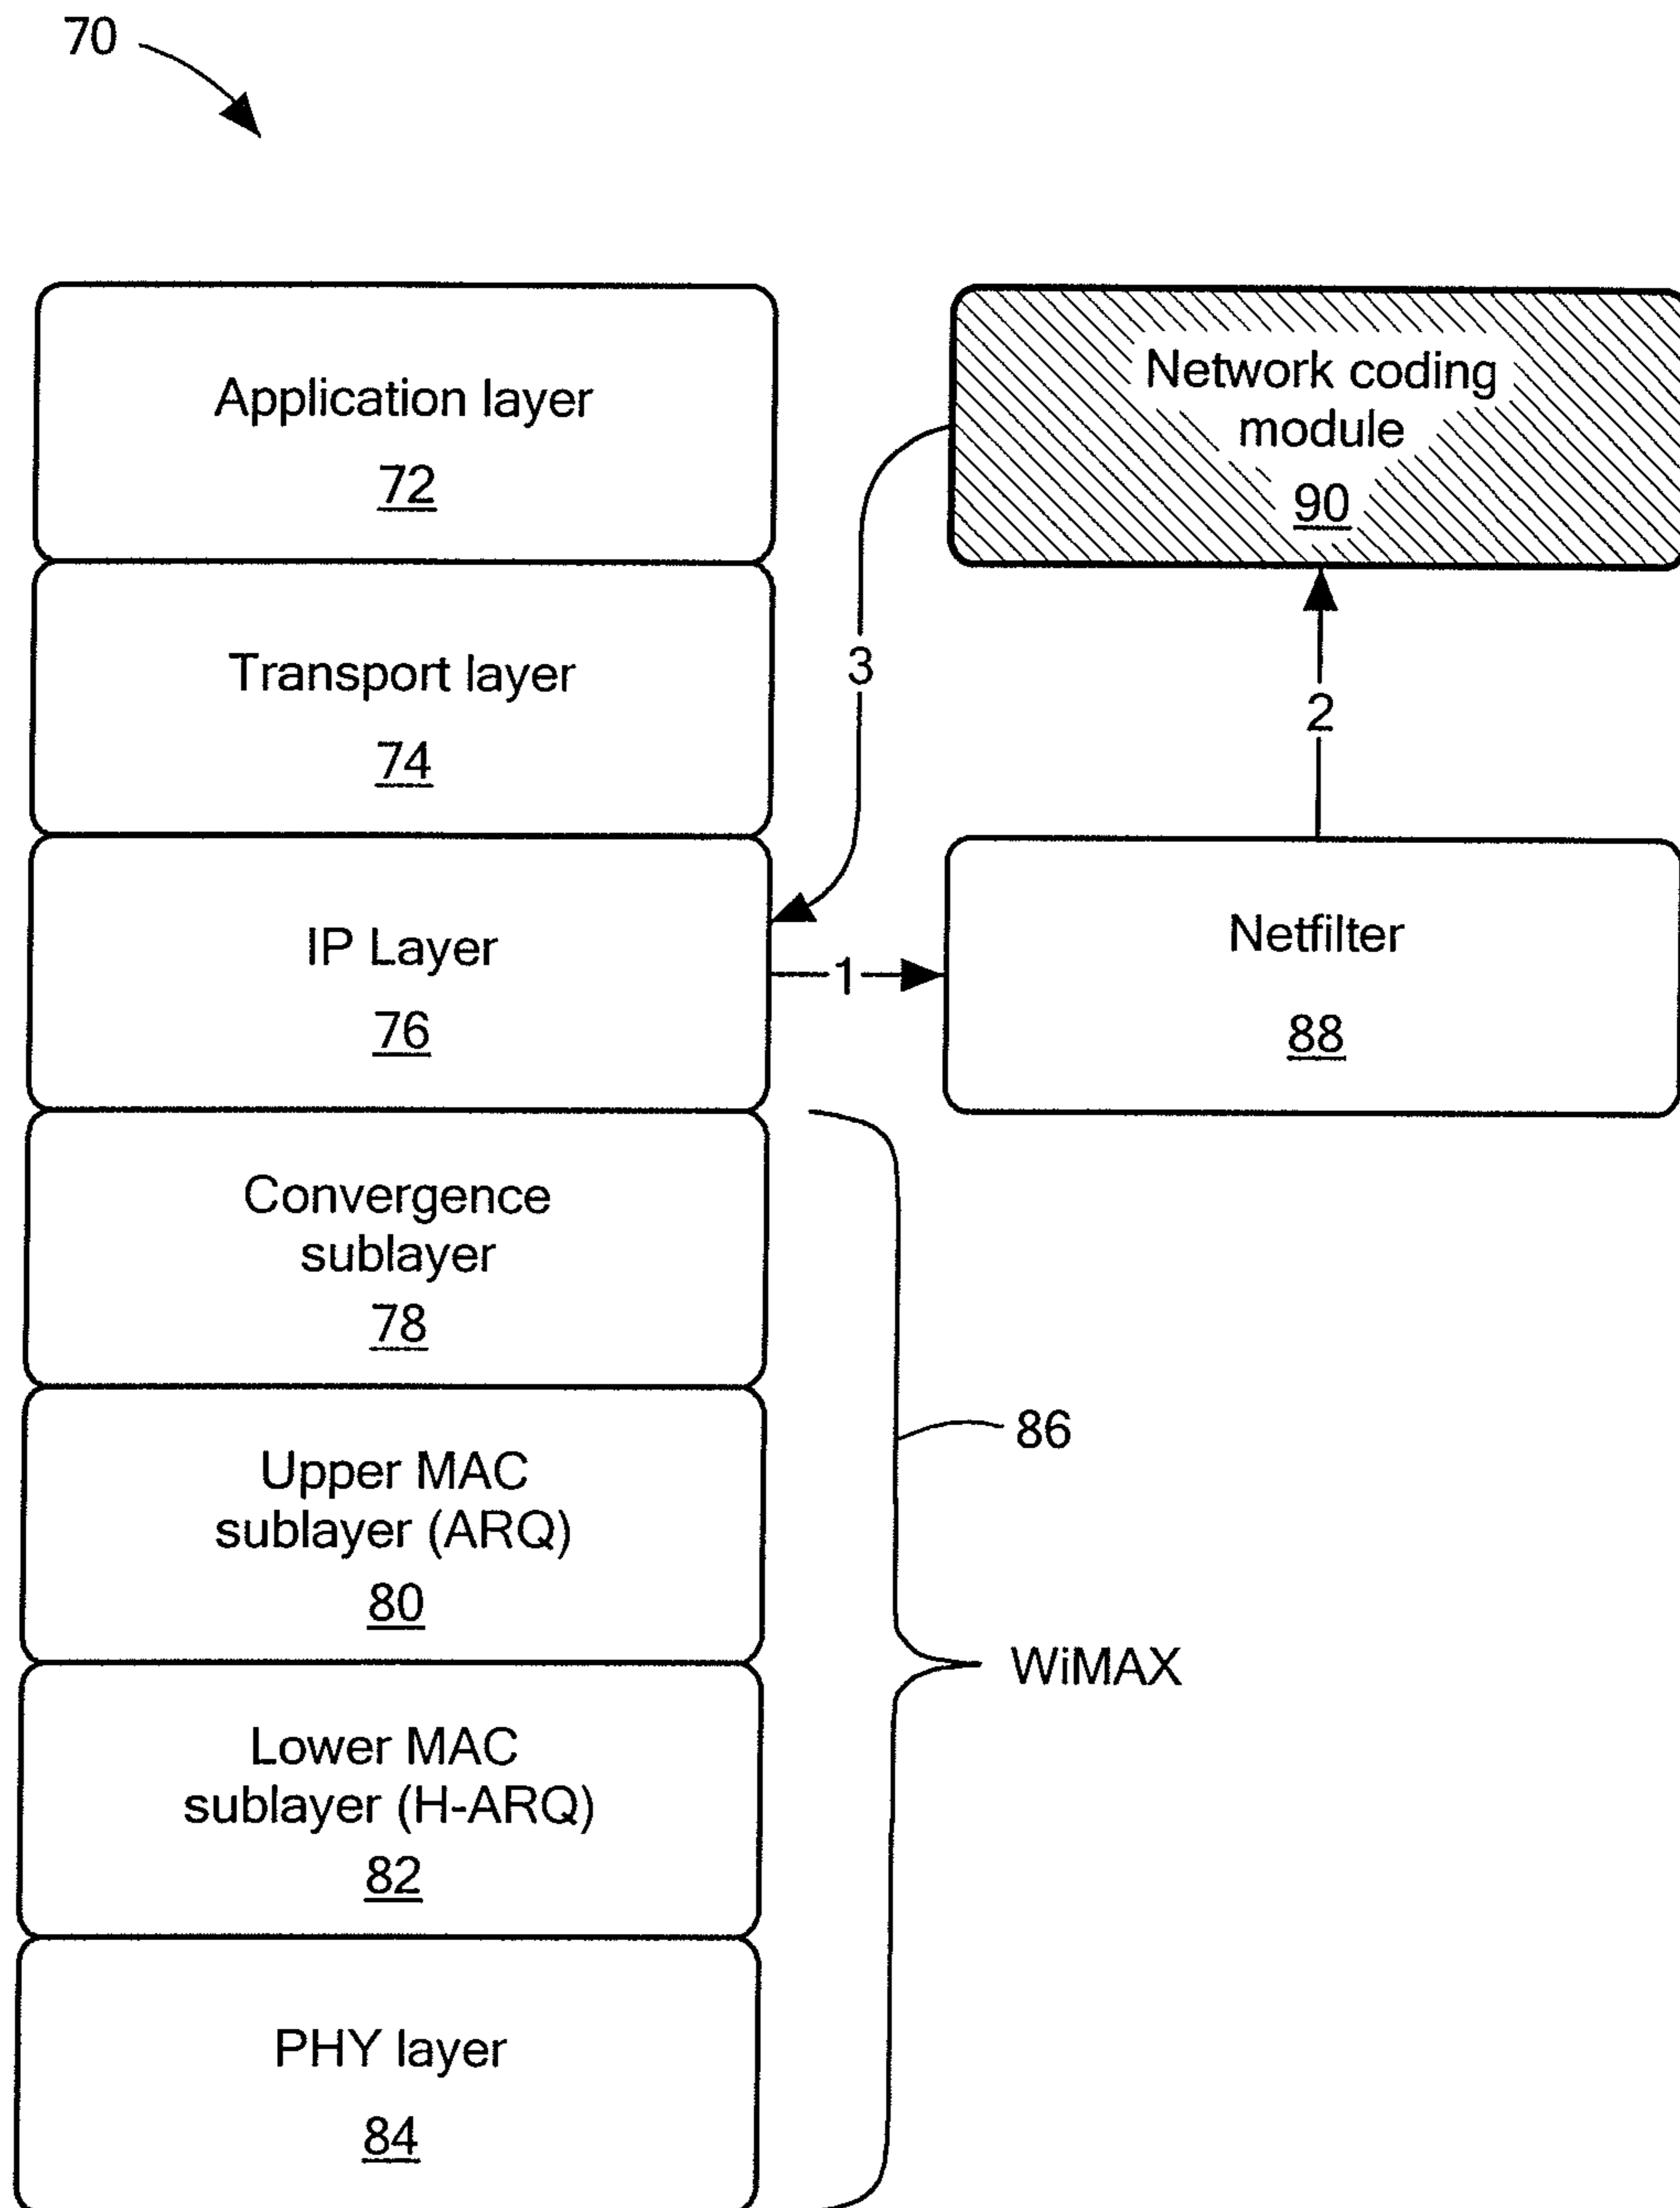 70
Application layer
72
Transport layer
74
IP Layer
76
Convergence
sublayer
78
Upper MAC
sublayer (ARQ)
80
Lower MAC
sublayer (H-ARQ)
82
PHY layer
84
Network coding
module
90
3
2
1
Netfilter
88
86
WiMAX